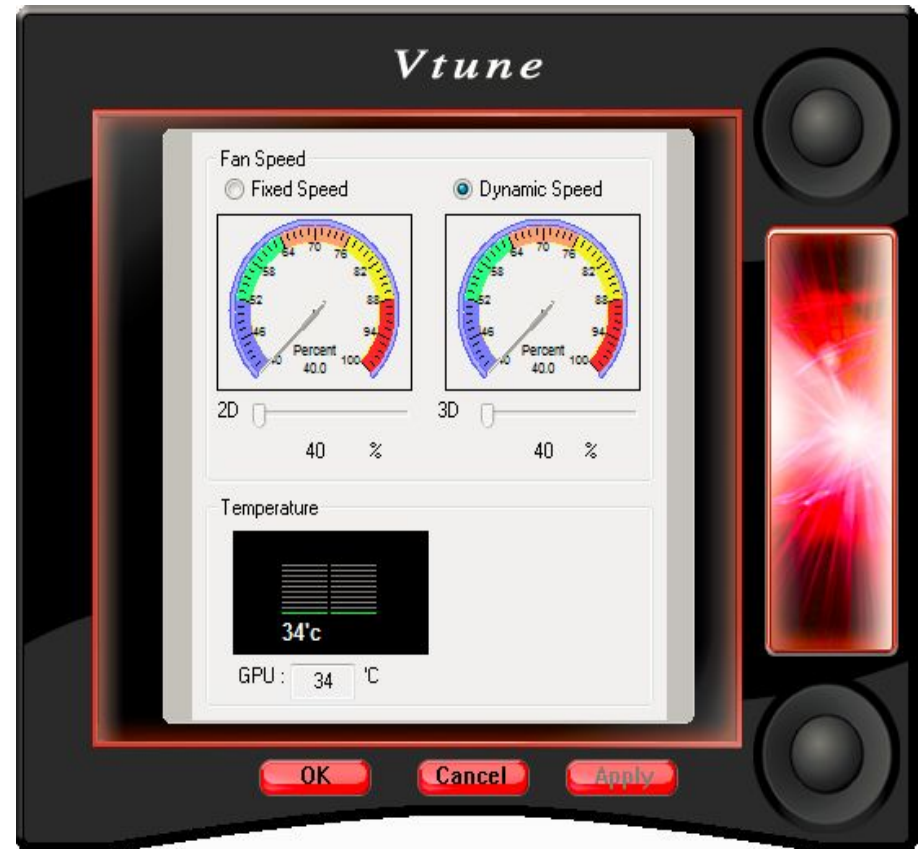 Vtune
Fan Speed
Fixed Speed
Dynamic Speed
40 46 52 58 64 70 76 82 88 94 100
Percent
40.0
40 46 52 58 64 70 76 82 88 94 100
Percent
40.0
2D
3D
40 %
40 %
Temperature
34'c
GPU : 34 'C
OK Cancel Apply